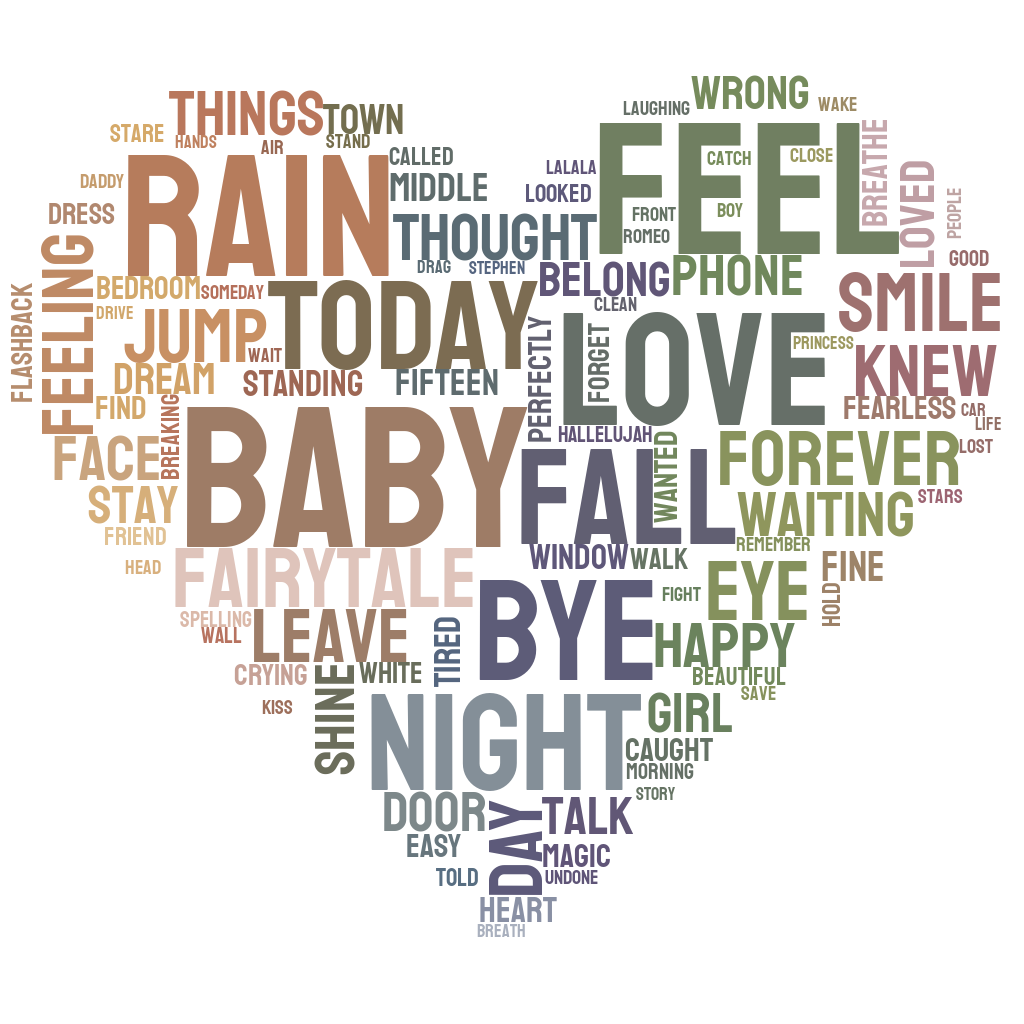 WRONG
THINGS
LAUGHING
WAKE
TOWN
STARE
HANDS
STAND
AIR
RAIN
FEEL
CALLED
LALALA
CATCH
CLOSE
BREATHE
LOVED
DADDY
MIDDLE
LOOKED
PEOPLE
DRESS
THOUGHT
FRONT
BOY
ROMEO
FEELING
DRAG
STEPHEN
BELONG
PHONE
GOOD
FLASHBACK
BEDROOM
SOMEDAY
TODAY
CLEAN
SMILE
DRIVE
JUMP
WAIT
PERFECTLY
FORGET
LOVE
PRINCESS
KNEW
DREAM
STANDING
FIFTEEN
FIND
BREAKING
FEARLESS
CAR
LIFE
BABY
HALLELUJAH
FACE
FALL
WANTED
FOREVER
LOST
STAY
WAITING
STARS
FRIEND
REMEMBER
HEAD
FAIRYTALE
WINDOW
WALK
FINE
BYE
FIGHT
EYE
HOLD
SPELLING
WALL
LEAVE
TIRED
HAPPY
CRYING
SHINE
WHITE
BEAUTIFUL
SAVE
KISS
NIGHT
GIRL
CAUGHT
MORNING
STORY
DOOR
DAY
TALK
EASY
MAGIC
TOLD
UNDONE
HEART
BREATH